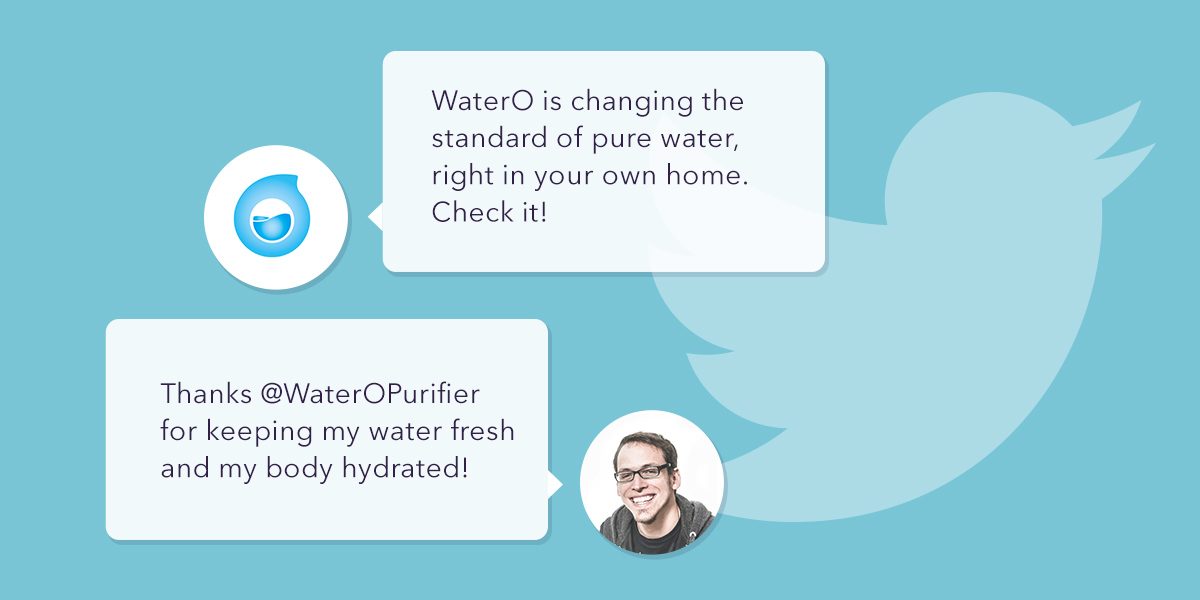 WaterO is changing the
standard of pure water,
right in your own home.
Check it!
Thanks @WaterOPurifier
for keeping my water fresh
and my body hydrated!